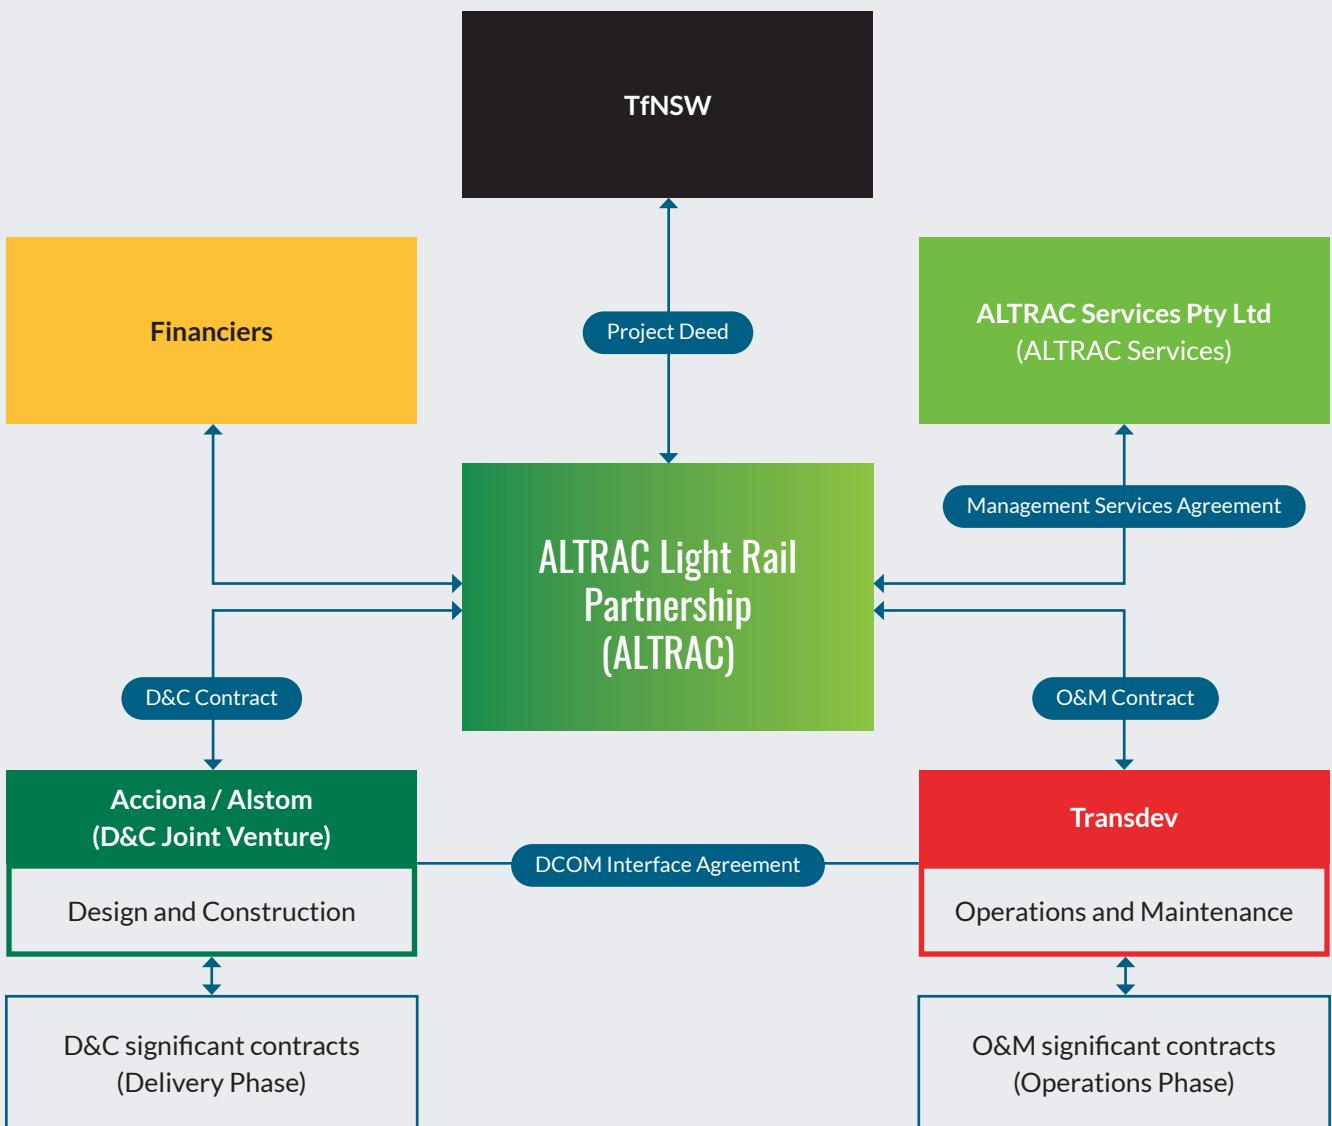 TfNSW
Financiers
Project Deed
ALTRAC Services Pty Ltd
(ALTRAC Services)
ALTRAC Light Rail
Partnership
(ALTRAC)
Management Services Agreement
D&C Contract
O&M Contract
Acciona / Alstom
(D&C Joint Venture)
Design and Construction
DCOM Interface Agreement
Transdev
Operations and Maintenance
D&C significant contracts
(Delivery Phase)
O&M significant contracts
(Operations Phase)